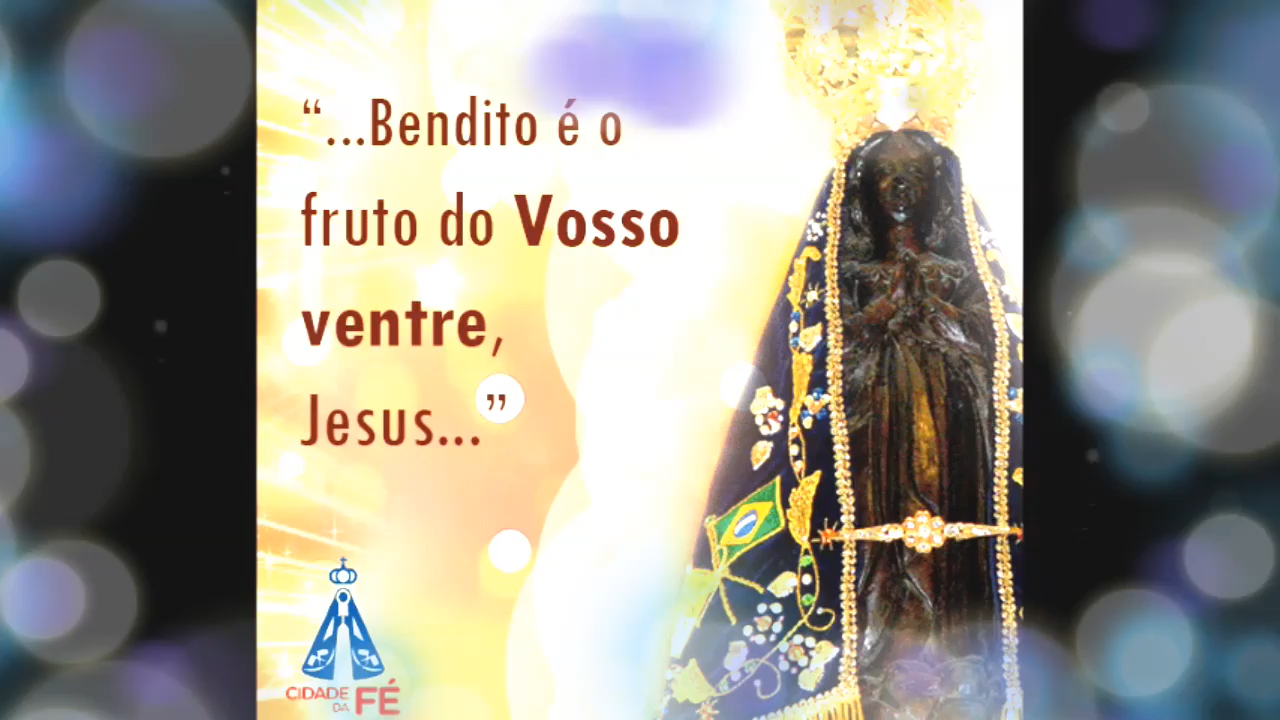 “...Bendito é o
fruto do Vosso
ventre,
Jesus...”
CIDADE
DA FÉ